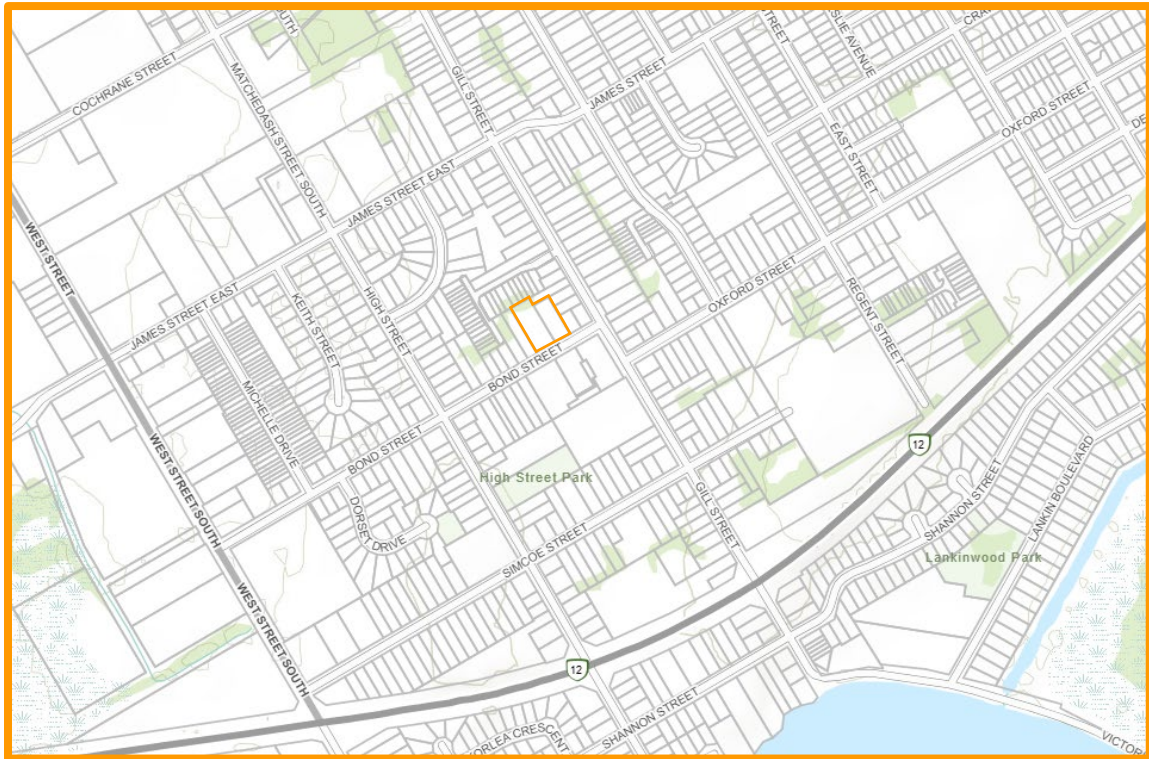 COCHRANE STREET
SOUTH
MATCHEDASH STREET SOUTH
GILL STREET
JAMES STREET
OXFORD STREET
EAST STREET
WEST STREET
JAMES STREET EAST
JAMES STREET EAST
KEITH STREET
HIGH STREET
OXFORD STREET
REGENT STREET
MICHELLE DRIVE
BOND STREET
BOND STREET
WEST STREET SOUTH
12
High Street Park
DORSEY DRIVE
GILL STREET
SHANNON STREET
LANKIN BOULEVARD
SIMCOE STREET
Lankinwood Park
WEST STREET SOUTH
12
SHANNON STREET